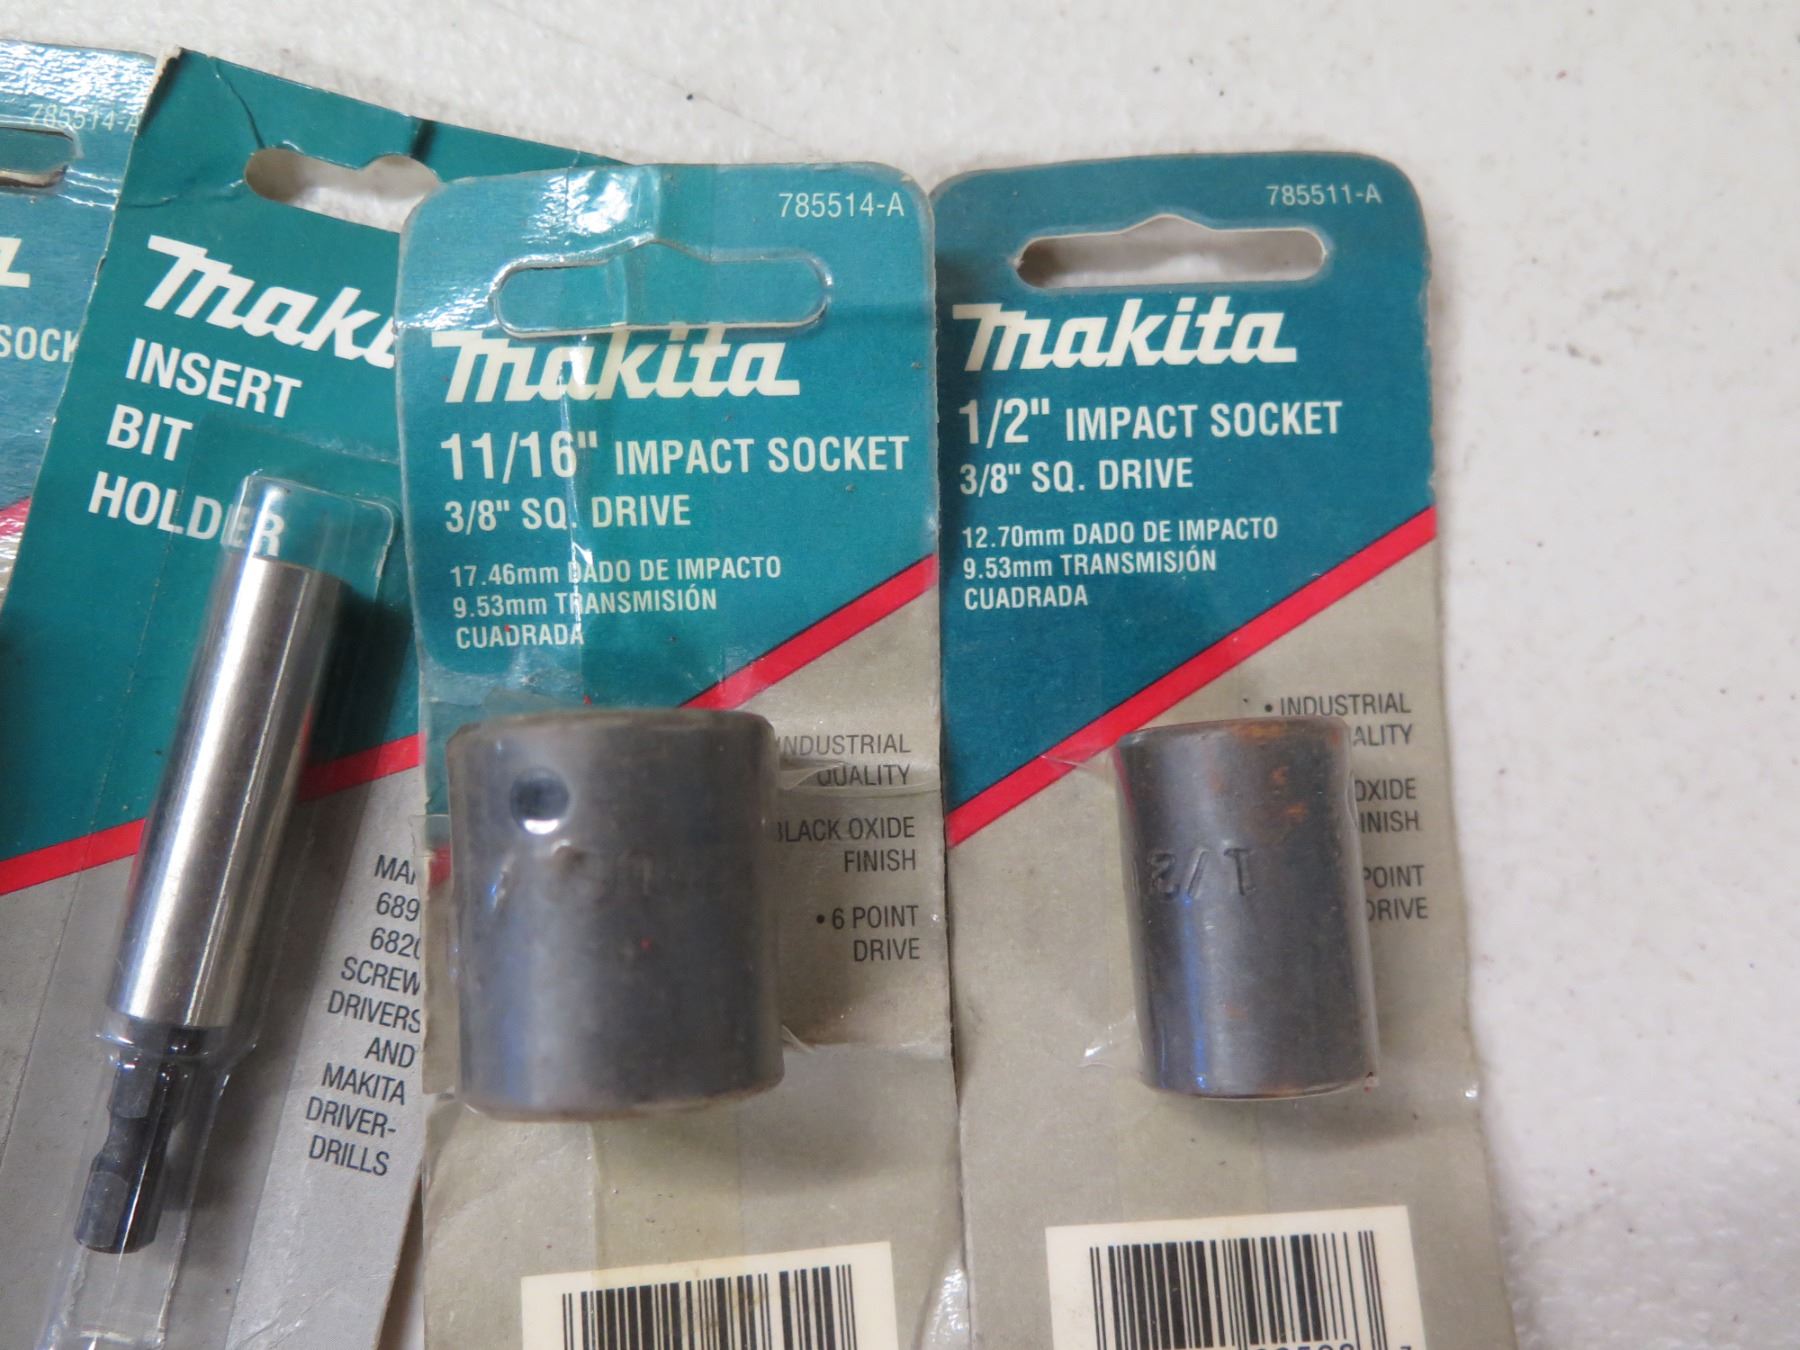 785514-A
SOCK
makita
INSERT
BIT
HOLDER
SCREW
DRIVERS
AND
MAKITA
DRIVER-
DRILLS
785514-A
makita
11/16" IMPACT SOCKET
3/8" SQ. DRIVE
17.46mm DADO DE IMPACTO
9.53mm TRANSMISIÓN
CUADRADA
INDUSTRIAL
QUALITY
BLACK OXIDE
FINISH
• 6 POINT
DRIVE
785511-A
makita
1/2" IMPACT SOCKET
3/8" SQ. DRIVE
12.70mm DADO DE IMPACTO
9.53mm TRANSMISIÓN
CUADRADA
• INDUSTRIAL
QUALITY
OXIDE
FINISH
POINT
DRIVE
1/2